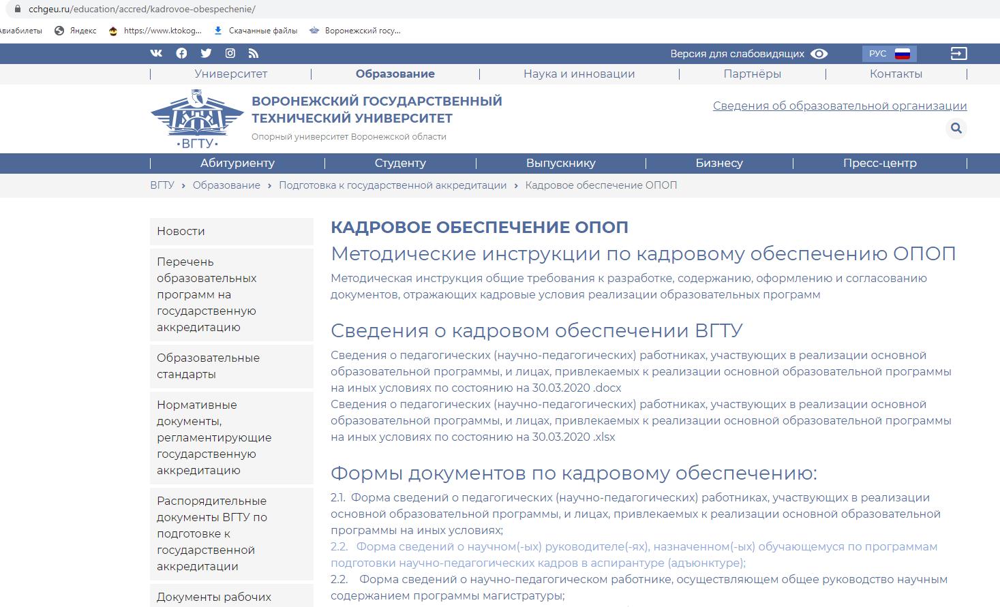 cchgeu.ru/education/accred/kadrovoe-obespechenie/
Авиабилеты Яндекс https://www.ktokog... Скачанные файлы Воронежский госу...
Версия для слабовидящих РУС
Университет Образование Наука и инновации Партнёры Контакты
ВОРОНЕЖСКИЙ ГОСУДАРСТВЕННЫЙ
ТЕХНИЧЕСКИЙ УНИВЕРСИТЕТ
Опорный университет Воронежской области
•ВГТУ•
Сведения об образовательной организации
Абитуриенту Студенту Выпускнику Бизнесу Пресс-центр
ВГТУ › Образование › Подготовка к государственной аккредитации › Кадровое обеспечение ОПОП
Новости
Перечень
образовательных
программ на
государственную
аккредитацию
Образовательные
стандарты
Нормативные
документы,
регламентирующие
государственную
аккредитацию
Распорядительные
документы ВГТУ по
подготовке к
государственной
аккредитации
Документы рабочих
КАДРОВОЕ ОБЕСПЕЧЕНИЕ ОПОП
Методические инструкции по кадровому обеспечению ОПОП
Методическая инструкция общие требования к разработке, содержанию, оформлению и согласованию
документов, отражающих кадровые условия реализации образовательных программ
Сведения о кадровом обеспечении ВГТУ
Сведения о педагогических (научно-педагогических) работниках, участвующих в реализации основной
образовательной программы, и лицах, привлекаемых к реализации основной образовательной программы
на иных условиях по состоянию на 30.03.2020 .docx
Сведения о педагогических (научно-педагогических) работниках, участвующих в реализации основной
образовательной программы, и лицах, привлекаемых к реализации основной образовательной программы
на иных условиях по состоянию на 30.03.2020 .xlsx
Формы документов по кадровому обеспечению:
2.1. Форма сведений о педагогических (научно-педагогических) работниках, участвующих в реализации
основной образовательной программы, и лицах, привлекаемых к реализации основной образовательной
программы на иных условиях;
2.2. Форма сведений о научном(-ых) руководителе(-ях), назначенном(-ых) обучающемуся по программам
подготовки научно-педагогических кадров в аспирантуре (адъюнктуре);
2.2. Форма сведений о научно-педагогическом работнике, осуществляющем общее руководство научным
содержанием программы магистратуры;